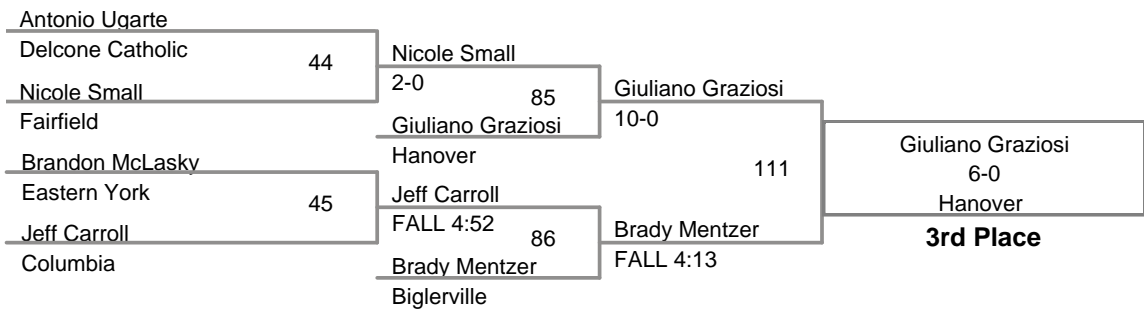 Antonio Ugarte
Delcone Catholic
44
Nicole Small
Fairfield
Nicole Small
2-0
85
Giuliano Graziosi
Hanover
Giuliano Graziosi
10-0
Brandon McLasky
Eastern York
45
Jeff Carroll
Columbia
Jeff Carroll
FALL 4:52
86
Brady Mentzer
Biglerville
Brady Mentzer
FALL 4:13
111
Giuliano Graziosi
6-0
Hanover
3rd Place